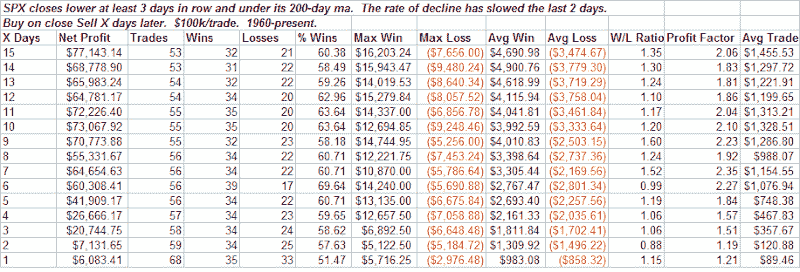 SPX closes lower at least 3 days in row and under its 200-day ma. The rate of decline has slowed the last 2 days.
Buy on close Sell X days later. $100k/trade. 1960-present.
X Days Net Profit Trades Wins Losses % Wins Max Win Max Loss Avg Win Avg Loss W/L Ratio Profit Factor Avg Trade
15 $77,143.14 53 32 21 60.38 $16,203.24 ($7,656.00) $4,690.98 ($3,474.67) 1.35 2.06 $1,455.53
14 $68,778.90 53 31 22 58.49 $15,943.47 ($9,480.24) $4,900.76 ($3,779.30) 1.30 1.83 $1,297.72
13 $65,983.24 54 32 22 59.26 $14,019.53 ($8,640.34) $4,618.99 ($3,719.29) 1.24 1.81 $1,221.91
12 $64,781.17 54 34 20 62.96 $15,279.84 ($8,057.52) $4,115.94 ($3,758.04) 1.10 1.86 $1,199.65
11 $72,226.40 55 35 20 63.64 $14,337.00 ($6,856.78) $4,041.81 ($3,461.84) 1.17 2.04 $1,313.21
10 $73,067.92 55 35 20 63.64 $12,694.85 ($9,248.46) $3,992.59 ($3,333.64) 1.20 2.10 $1,328.51
9 $70,773.88 55 32 23 58.18 $14,744.95 ($5,256.00) $4,010.83 ($2,503.15) 1.60 2.23 $1,286.80
8 $55,331.67 56 34 22 60.71 $12,221.75 ($7,453.24) $3,398.64 ($2,737.36) 1.24 1.92 $988.07
7 $64,654.63 56 34 22 60.71 $10,870.00 ($5,786.64) $3,305.44 ($2,169.56) 1.52 2.35 $1,154.55
6 $60,308.41 56 39 17 69.64 $14,240.00 ($5,690.88) $2,767.47 ($2,801.34) 0.99 2.27 $1,076.94
5 $41,909.17 56 34 22 60.71 $13,135.00 ($6,675.84) $2,693.40 ($2,257.56) 1.19 1.84 $748.38
4 $26,666.17 57 34 23 59.65 $12,657.50 ($7,058.88) $2,161.33 ($2,035.61) 1.06 1.57 $467.83
3 $20,744.75 58 34 24 58.62 $6,892.50 ($6,648.48) $1,811.84 ($1,702.41) 1.06 1.51 $357.67
2 $7,131.65 59 34 25 57.63 $5,122.50 ($5,184.72) $1,309.92 ($1,496.22) 0.88 1.19 $120.88
1 $6,083.41 68 35 33 51.47 $5,716.25 ($2,976.48) $983.08 ($858.32) 1.15 1.21 $89.46